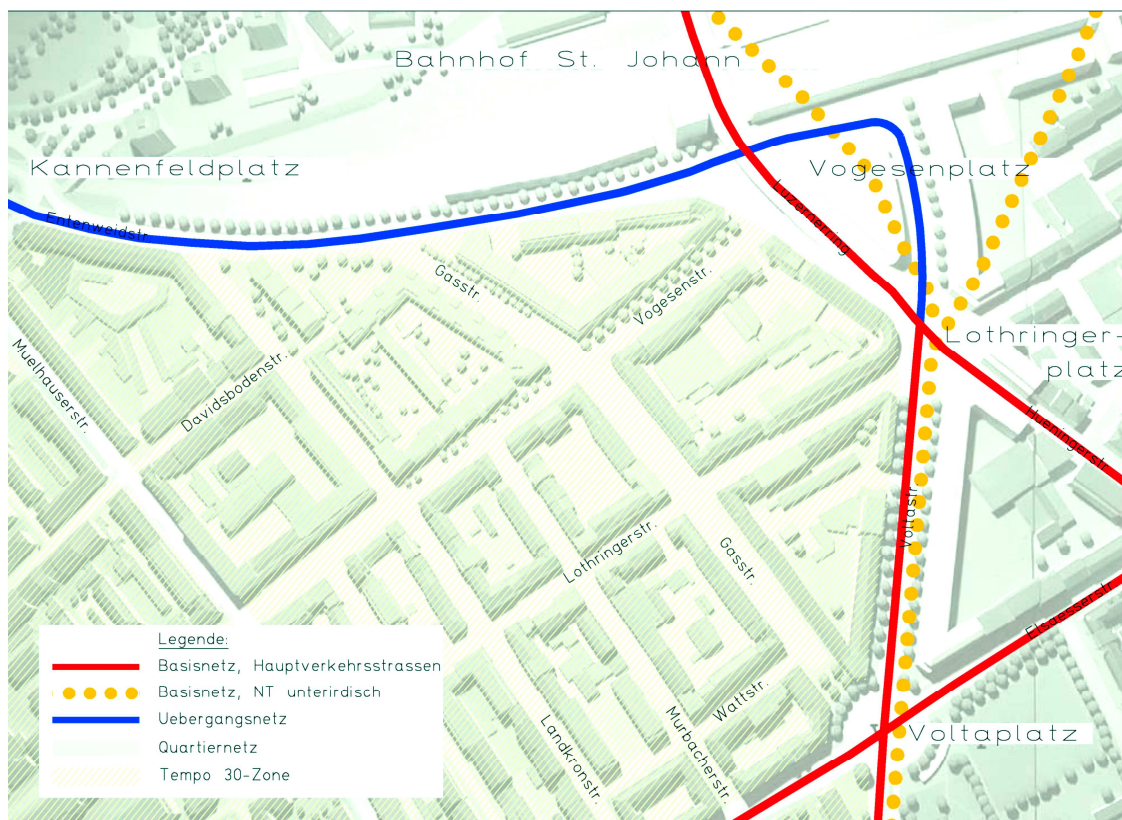 Bahnhof St. Johann
Kannenfeldplatz
Vogesenplatz
Entenweidstr.
Luzernerring
Gasstr.
Vogesenstr.
Lothringer-
platz
Muelhauserstr.
Davidsbodenstr.
Hueningerstr.
Voltastr.
Lothringerstr.
Gasstr.
Elsaesserstr.
Wattstr.
Murbacherstr.
Landkronstr.
Voltaplatz
Legende:
Basisnetz, Hauptverkehrsstrassen
Basisnetz, NT unterirdisch
Uebergangsnetz
Quartiernetz
Tempo 30-Zone